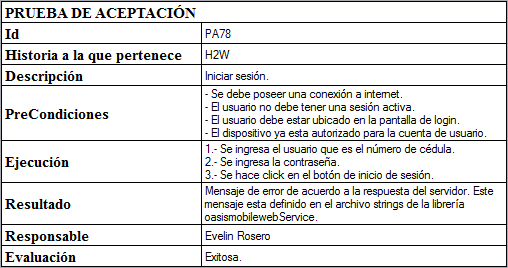 PRUEBA DE ACEPTACIÓN
Id PA78
Historia a la que pertenece H2W
Descripción Iniciar sesión.
PreCondiciones
- Se debe poseer una conexión a internet.
- El usuario no debe tener una sesión activa.
- El usuario debe estar ubicado en la pantalla de login.
- El dispositivo ya esta autorizado para la cuenta de usuario.
Ejecución
1.- Se ingresa el usuario que es el número de cédula.
2.- Se ingresa la contraseña.
3.- Se hace click en el botón de inicio de sesión.
Resultado
Mensaje de error de acuerdo a la respuesta del servidor. Este
mensaje esta definido en el archivo strings de la librería
oasismobilewebService.
Responsable Evelin Rosero
Evaluación Exitosa.